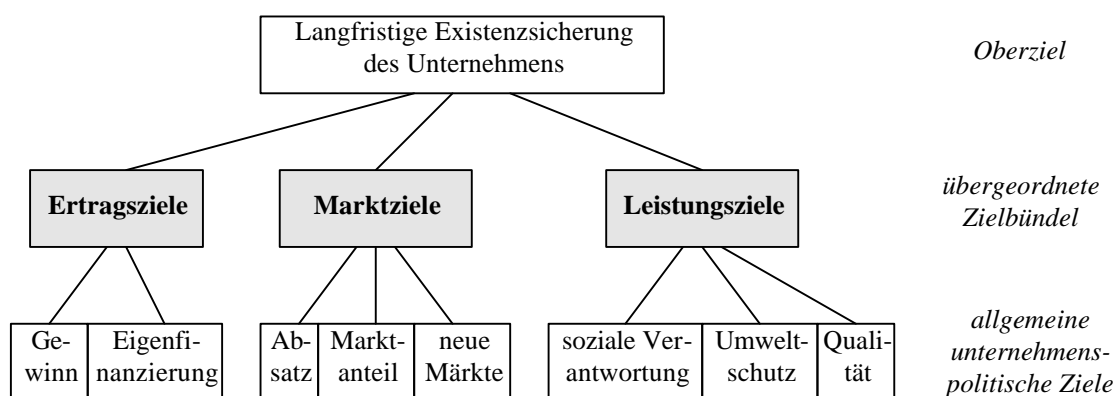 Langfristige Existenzsicherung
des Unternehmens
Oberziel
Ertragsziele
Marktziele
Leistungsziele
übergeordnete
Zielbündel
Ge-
winn
Eigenfi-
nanzierung
Ab-
satz
Markt-
anteil
neue
Märkte
soziale Ver-
antwortung
Umwelt-
schutz
Quali-
tät
allgemeine
unternehmens-
politische Ziele